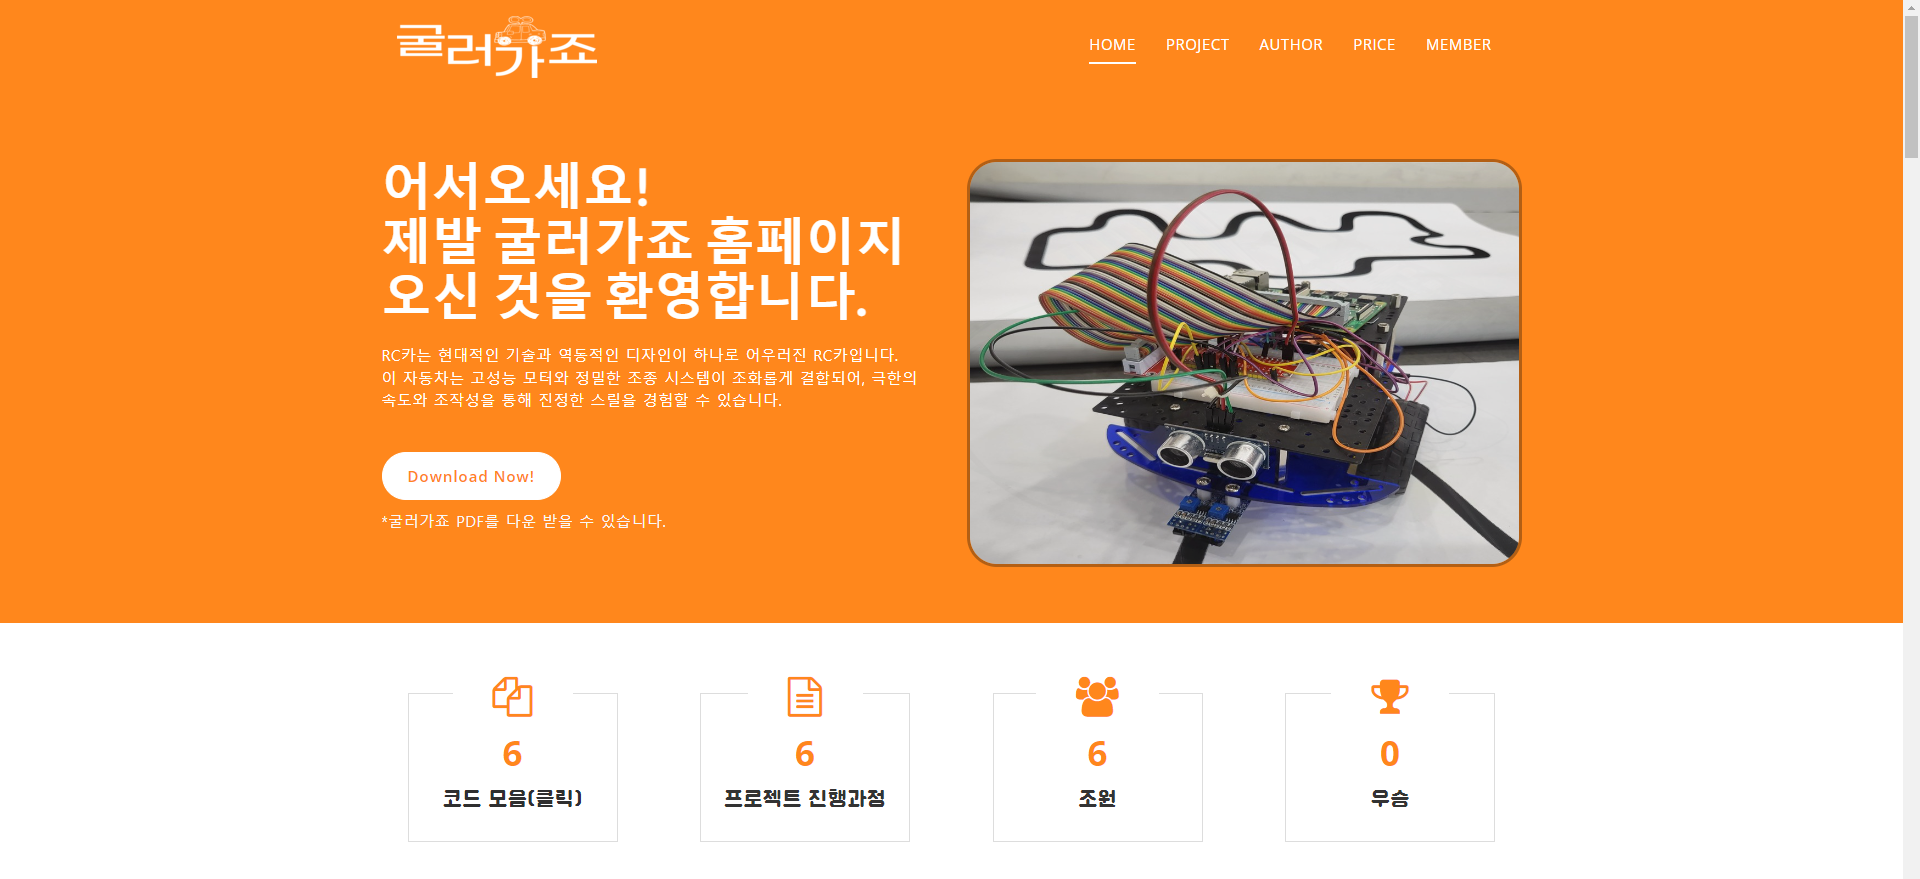 굴러가죠
HOME
PROJECT
AUTHOR
PRICE
MEMBER
어서오세요!
제발 굴러가죠 홈페이지
오신 것을 환영합니다.
RC카는 현대적인 기술과 역동적인 디자인이 하나로 어우러진 RC카입니다.
이 자동차는 고성능 모터와 정밀한 조종 시스템이 조화롭게 결합되어, 극한의
속도와 조작성을 통해 진정한 스릴을 경험할 수 있습니다.
Download Now!
*굴러가죠 PDF를 다운 받을 수 있습니다.
6
코드 모음(클릭)
6
프로젝트 진행과정
6
조원
0
우승